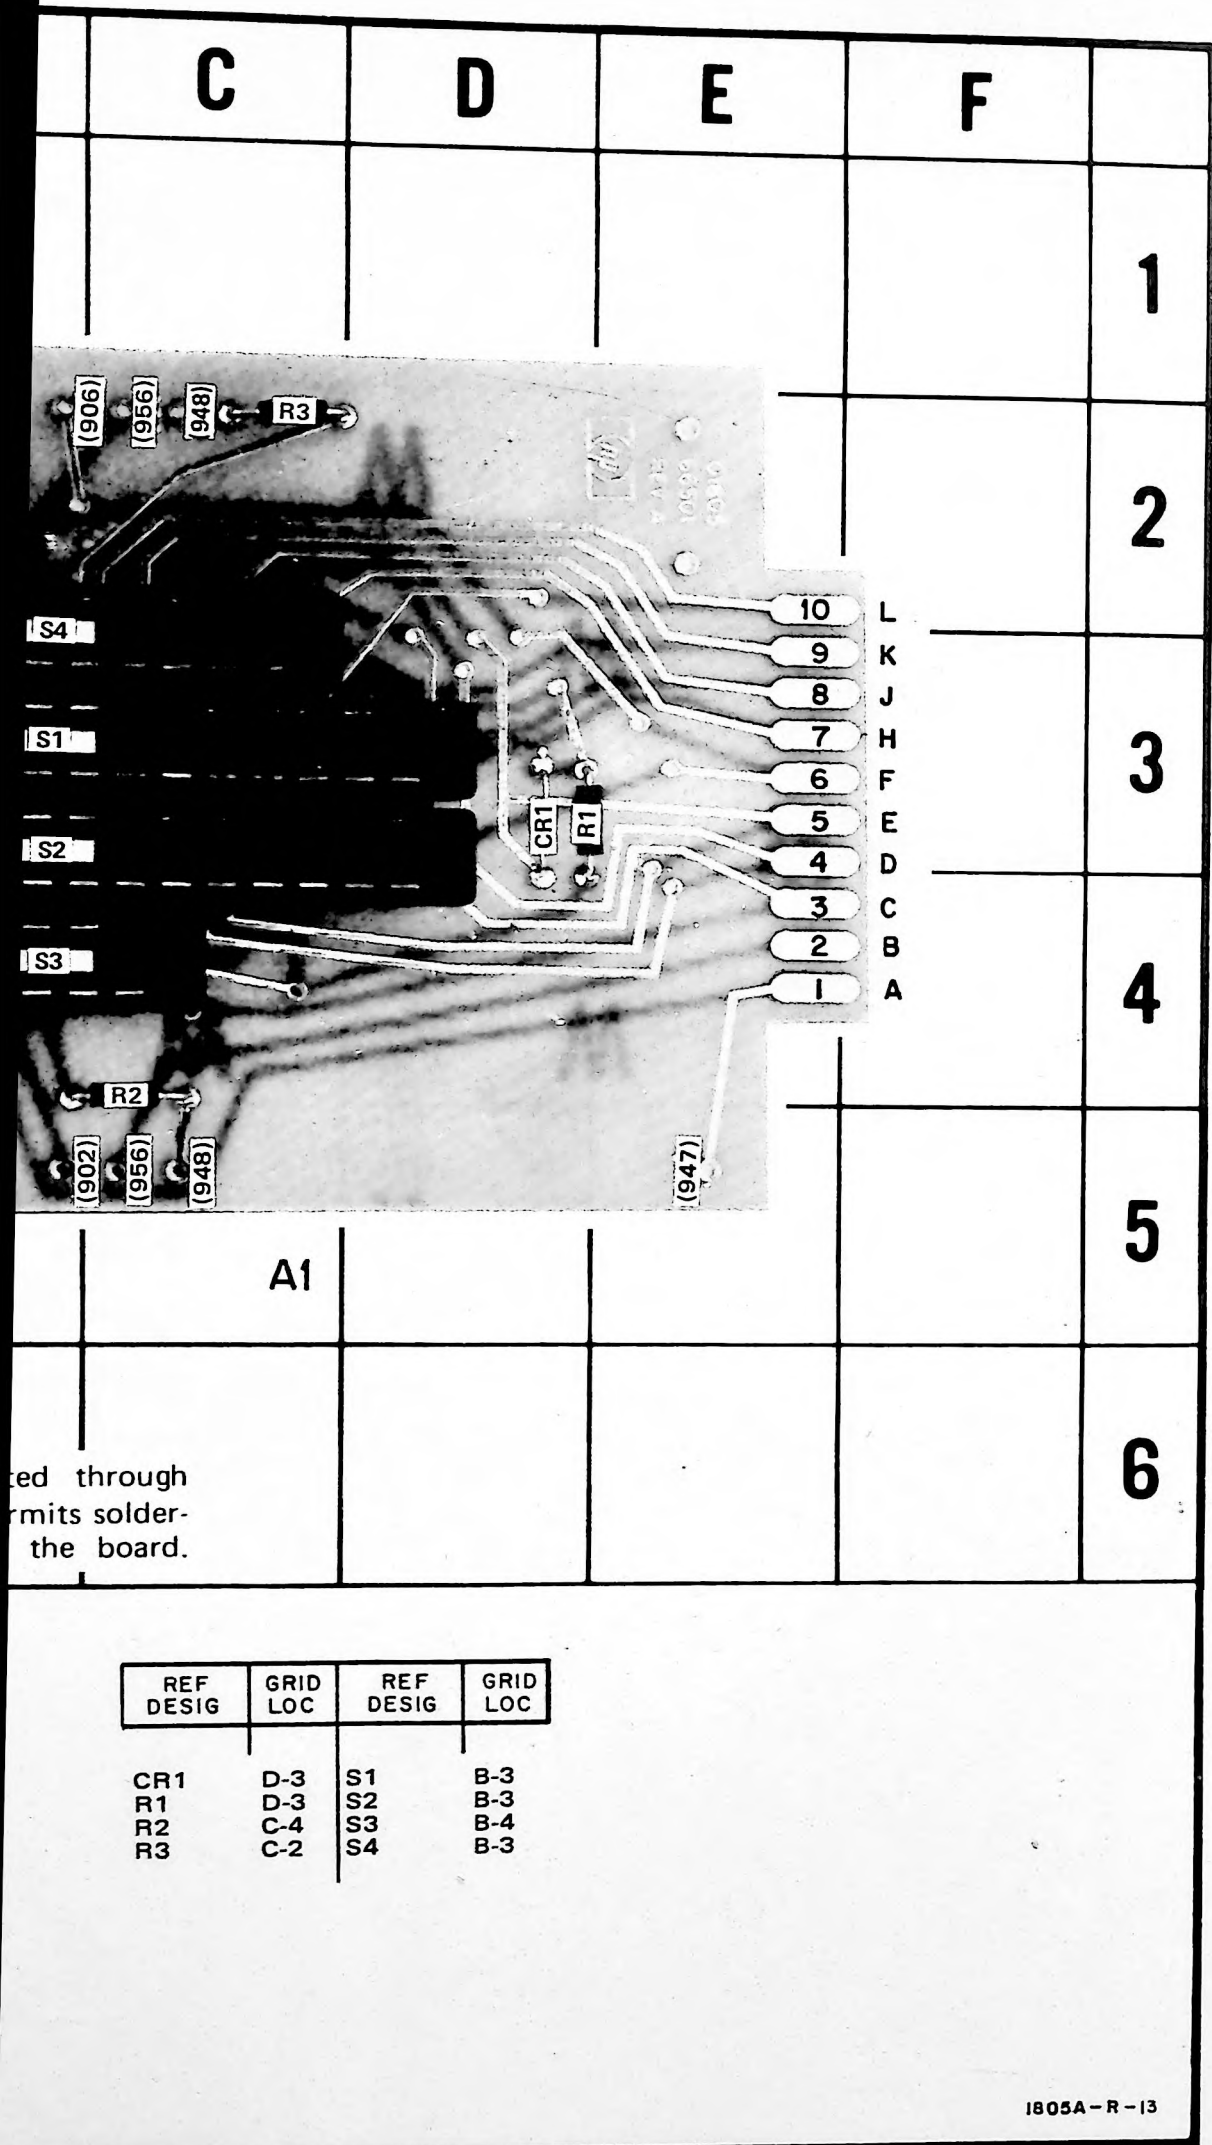 C D E F
1
(906) (956) (948) R3
2
10 L
S4
9 K
8 J
S1
7 H
3
6 F
CR1 R1
5 E
S2
4 D
3 C
2 B
S3
1 A
4
R2
(902) (956) (948) (947)
5
A1
6
ted through
rmits solder-
the board.
REF DESIG GRID LOC REF DESIG GRID LOC
CR1 D-3 S1 B-3
R1 D-3 S2 B-3
R2 C-4 S3 B-4
R3 C-2 S4 B-3
1805A-R-13